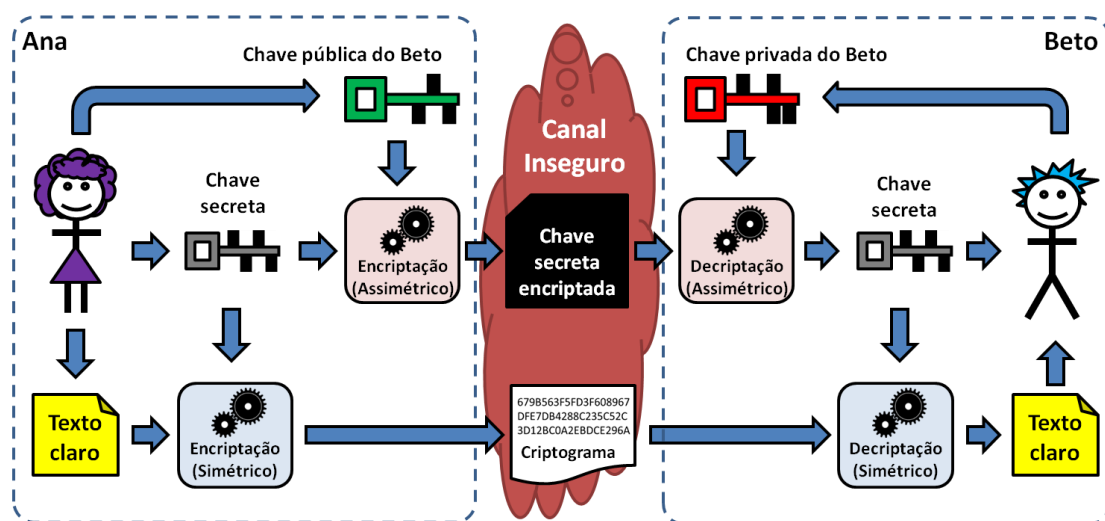 Ana
Beto
Chave pública do Beto
Chave privada do Beto
Canal
Inseguro
Chave
secreta
Encriptação
(Assimétrico)
Chave
secreta
encriptada
Decriptação
(Assimétrico)
Chave
secreta
Texto
claro
Encriptação
(Simétrico)
679B563F5FD3F608967
DFE7DB4288C235C52C
3D12BC0A2EBDCE296A
Criptograma
Decriptação
(Simétrico)
Texto
claro